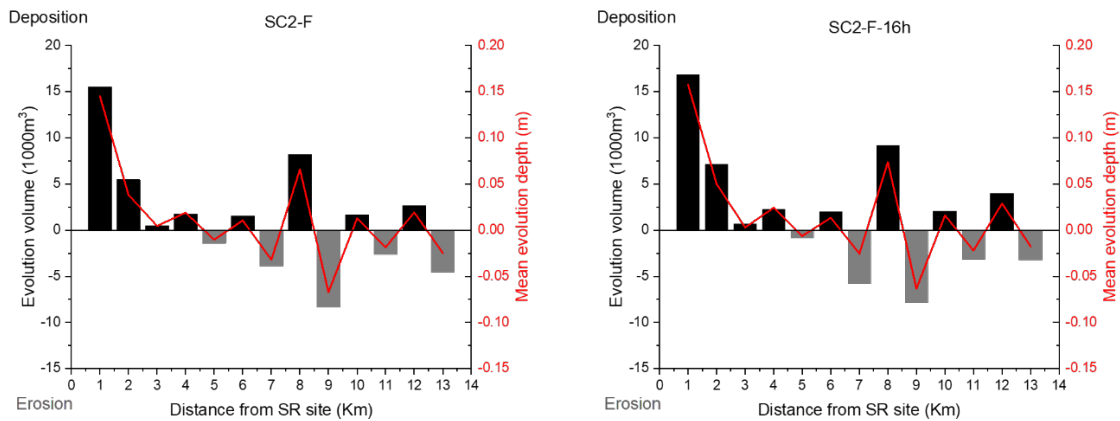 Deposition
SC2-F
20
15
10
5
0
-5
-10
-15
Evolution volume (1000m³)
0.20
0.15
0.10
0.05
0.00
-0.05
-0.10
-0.15
Mean evolution depth (m)
0 1 2 3 4 5 6 7 8 9 10 11 12 13 14
Erosion
Distance from SR site (Km)
Deposition
SC2-F-16h
20
15
10
5
0
-5
-10
-15
Evolution volume (1000m³)
0.20
0.15
0.10
0.05
0.00
-0.05
-0.10
-0.15
Mean evolution depth (m)
0 1 2 3 4 5 6 7 8 9 10 11 12 13 14
Erosion
Distance from SR site (Km)